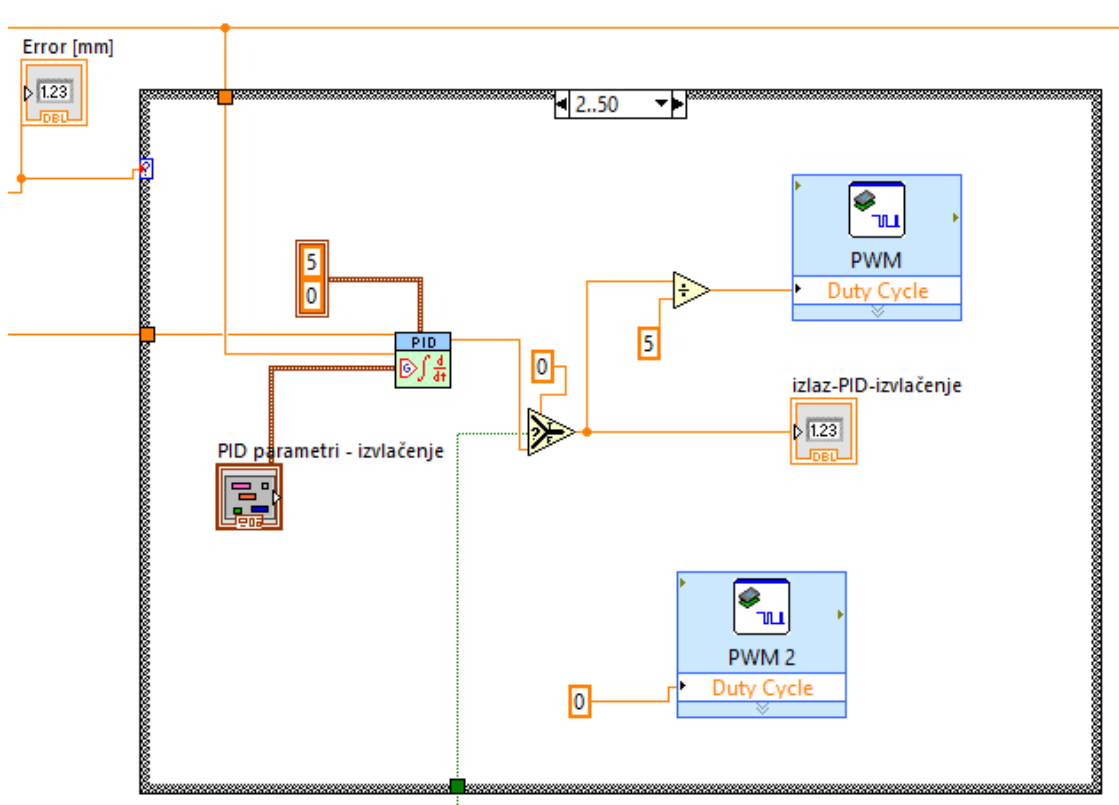 Error [mm]
1.23
DBL
2..50
?
PWM
Duty Cycle
5
0
PID
G ∫ d/dt
÷
5
0
izlaz-PID-izvlačenje
1.23
DBL
? T F
PID parametri - izvlačenje
PWM 2
Duty Cycle
0